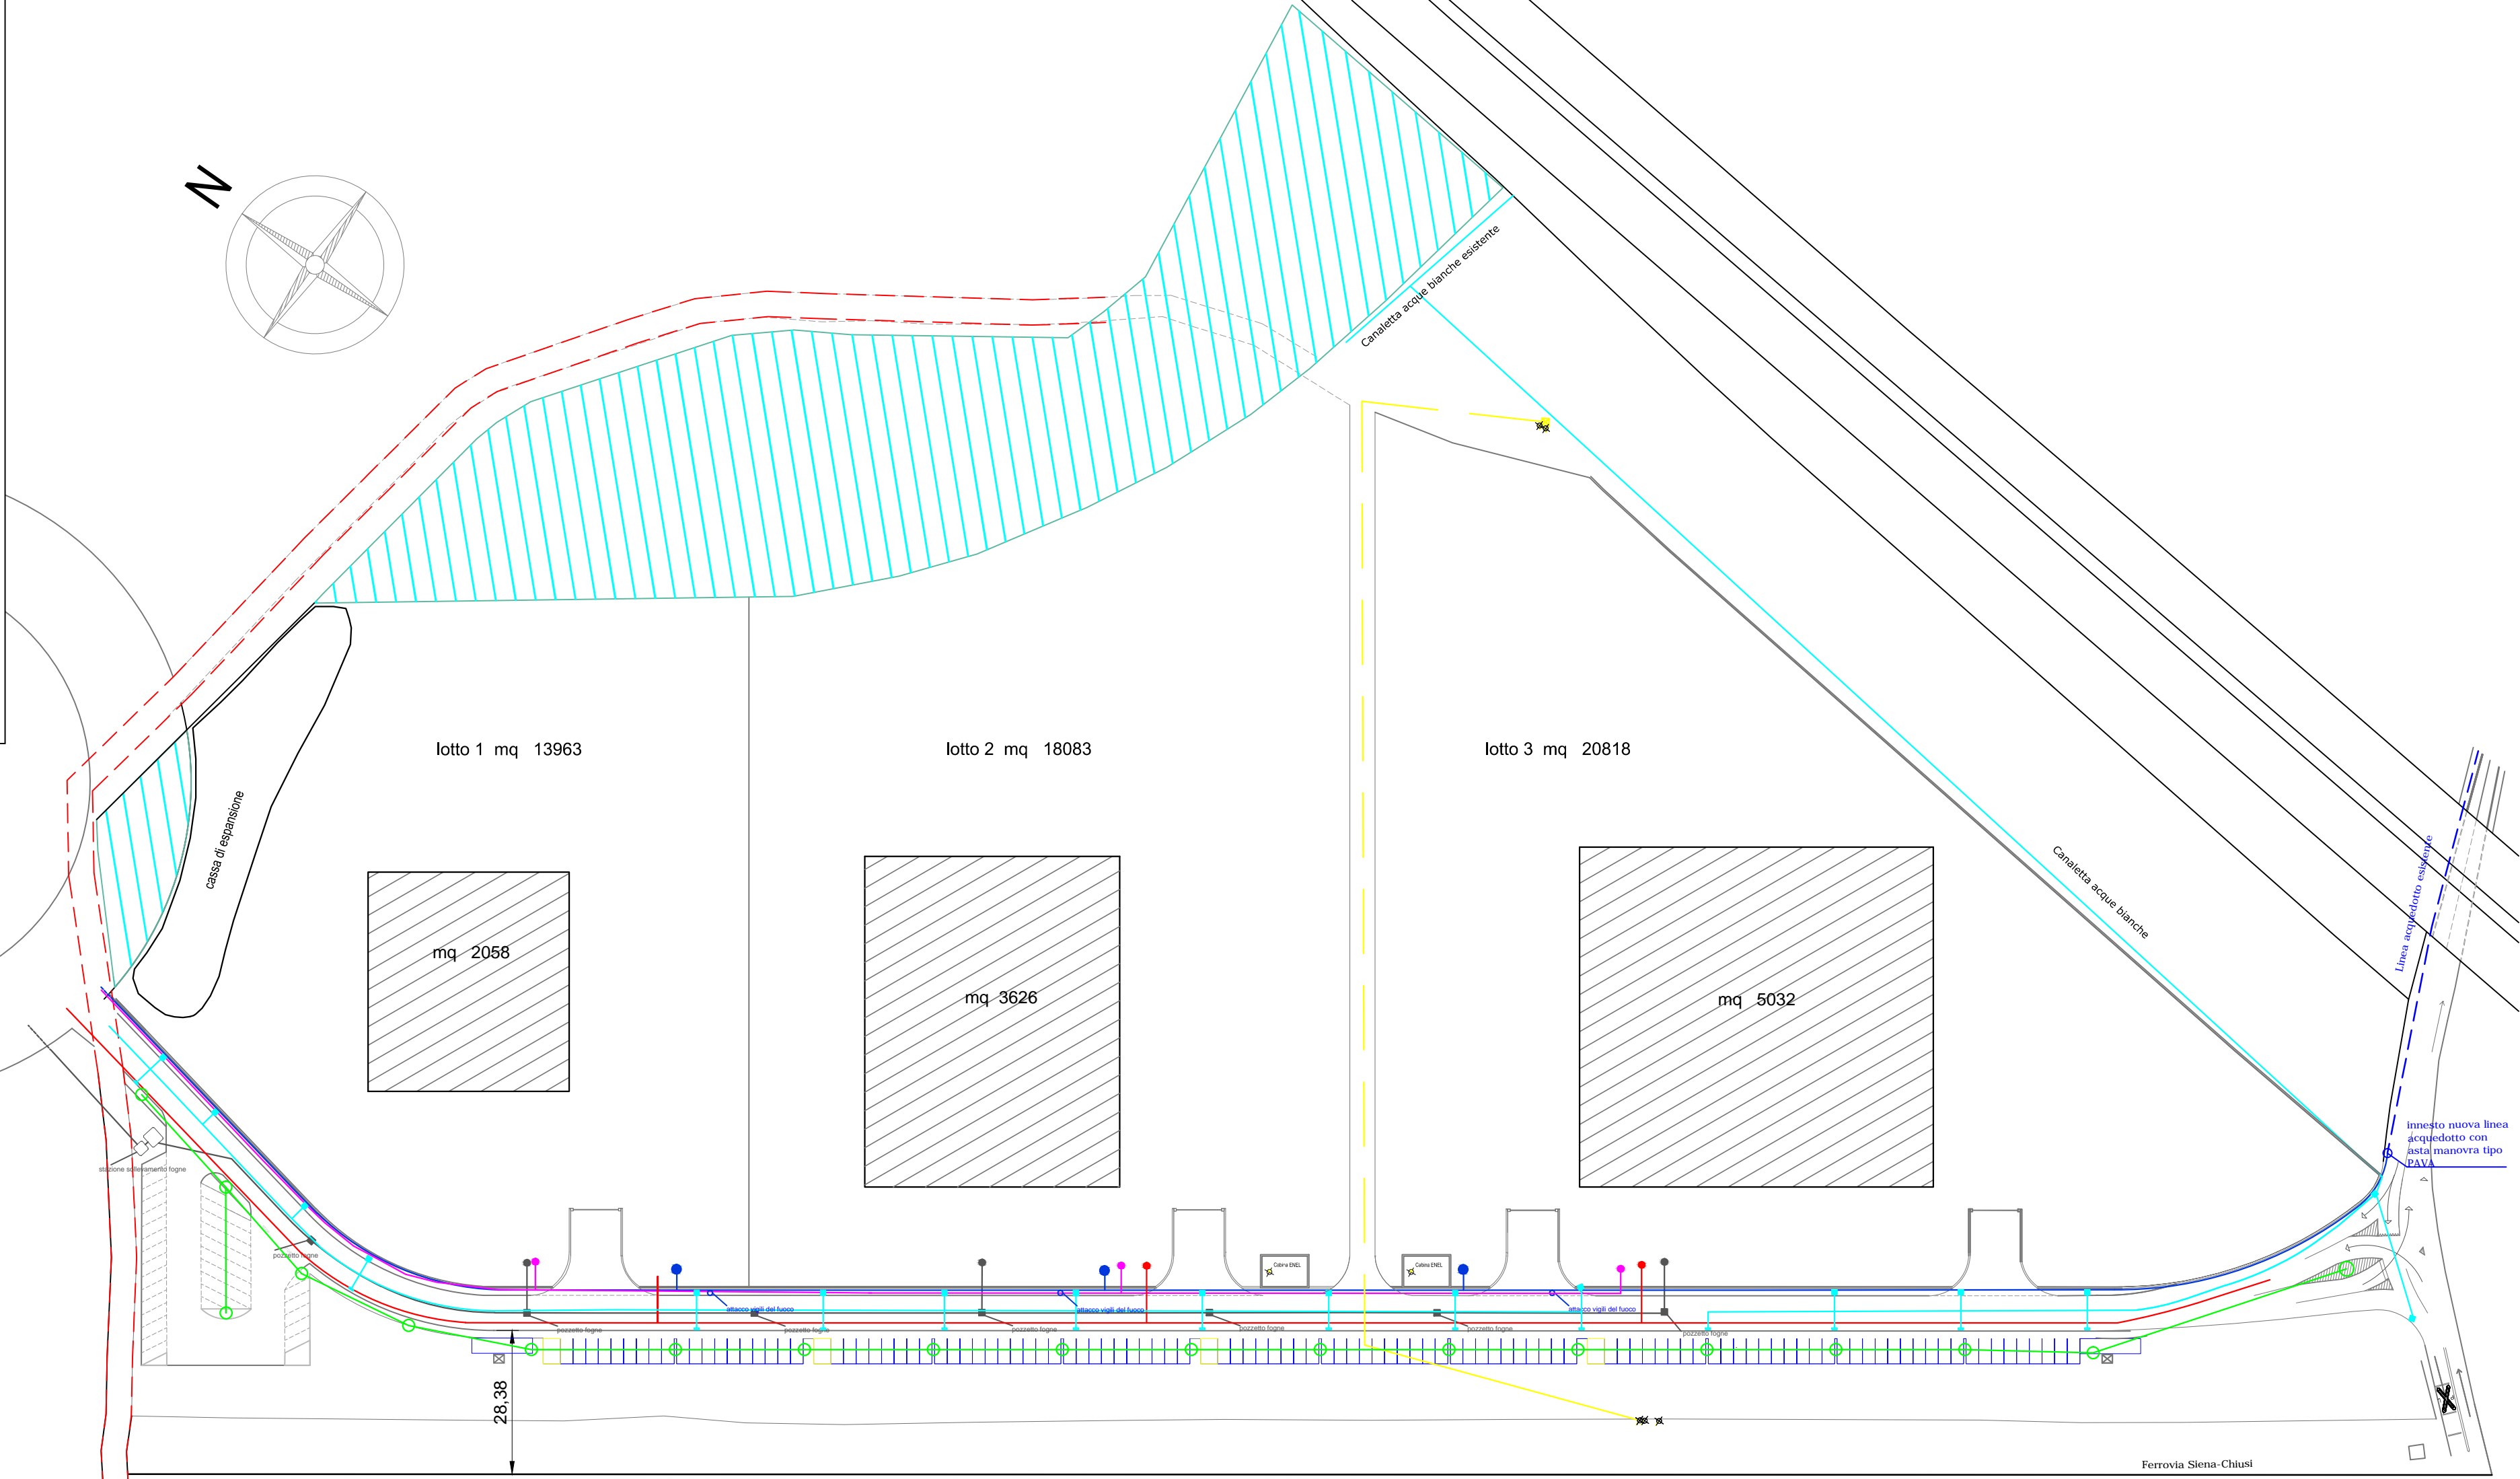 N
Canaletta acque bianche esistente
lotto 1 mq 13963
lotto 2 mq 18083
lotto 3 mq 20818
cassa di espansione
Canaletta acque bianche
Linea acquedotto esistente
mq 2058
mq 3626
mq 5032
innesto nuova linea
acquedotto con
asta manovra tipo
PAVA
stazione sollevamento fogne
pozzetto fogne
Cabina ENEL
Cabina ENEL
attacco vigili del fuoco
attacco vigili del fuoco
attacco vigili del fuoco
pozzetto fogne
pozzetto fogne
pozzetto fogne
pozzetto fogne
pozzetto fogne
pozzetto fogne
28,38
Ferrovia Siena-Chiusi